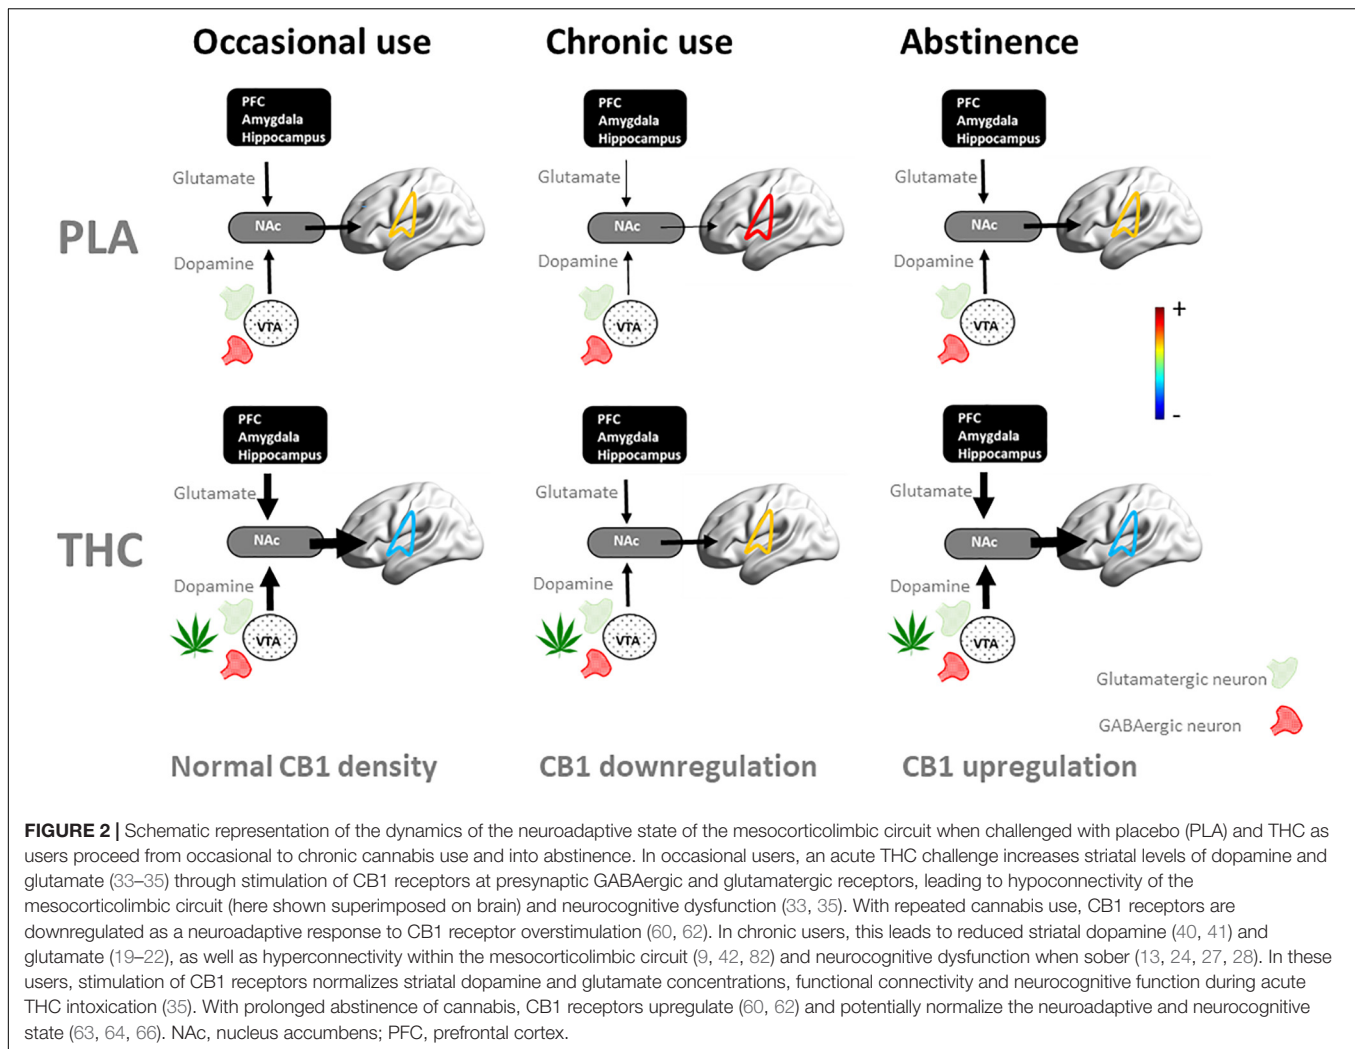 Occasional use
Chronic use
Abstinence
PFC
Amygdala
Hippocampus
PFC
Amygdala
Hippocampus
PFC
Amygdala
Hippocampus
Glutamate
Glutamate
Glutamate
PLA
NAc
NAc
NAc
Dopamine
Dopamine
Dopamine
VTA
VTA
VTA
+
-
PFC
Amygdala
Hippocampus
PFC
Amygdala
Hippocampus
PFC
Amygdala
Hippocampus
Glutamate
Glutamate
Glutamate
THC
NAc
NAc
NAc
Dopamine
Dopamine
Dopamine
VTA
VTA
VTA
Glutamatergic neuron
GABAergic neuron
Normal CB1 density
CB1 downregulation
CB1 upregulation
FIGURE 2 | Schematic representation of the dynamics of the neuroadaptive state of the mesocorticolimbic circuit when challenged with placebo (PLA) and THC as
users proceed from occasional to chronic cannabis use and into abstinence. In occasional users, an acute THC challenge increases striatal levels of dopamine and
glutamate (33–35) through stimulation of CB1 receptors at presynaptic GABAergic and glutamatergic receptors, leading to hypoconnectivity of the
mesocorticolimbic circuit (here shown superimposed on brain) and neurocognitive dysfunction (33, 35). With repeated cannabis use, CB1 receptors are
downregulated as a neuroadaptive response to CB1 receptor overstimulation (60, 62). In chronic users, this leads to reduced striatal dopamine (40, 41) and
glutamate (19–22), as well as hyperconnectivity within the mesocorticolimbic circuit (9, 42, 82) and neurocognitive dysfunction when sober (13, 24, 27, 28). In these
users, stimulation of CB1 receptors normalizes striatal dopamine and glutamate concentrations, functional connectivity and neurocognitive function during acute
THC intoxication (35). With prolonged abstinence of cannabis, CB1 receptors upregulate (60, 62) and potentially normalize the neuroadaptive and neurocognitive
state (63, 64, 66). NAc, nucleus accumbens; PFC, prefrontal cortex.